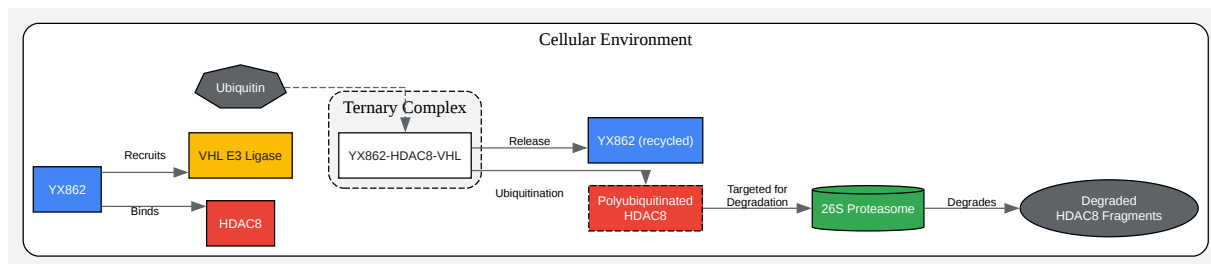 Cellular Environment
Ubiquitin
Ternary Complex
Recruits
VHL E3 Ligase
YX862-HDAC8-VHL
Release
YX862 (recycled)
YX862
Binds
HDAC8
Ubiquitination
Polyubiquitinated
HDAC8
Targeted for
Degradation
26S Proteasome
Degrades
Degraded
HDAC8 Fragments